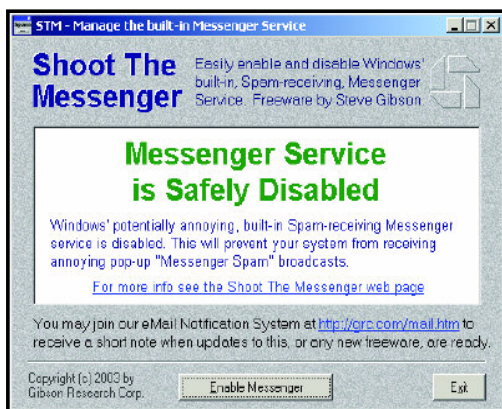 STM - Manage the built-in Messenger Service
Shoot The
Messenger
Easily enable and disable Windows'
built-in, Spam-receiving, Messenger
Service. Freeware by Steve Gibson.
Messenger Service
is Safely Disabled
Windows' potentially annoying, built-in Spam-receiving Messenger
service is disabled. This will prevent your system from receiving
annoying pop-up "Messenger Spam" broadcasts.
For more info see the Shoot The Messenger web page
You may join our eMail Notification System at http://grc.com/mail.htm to
receive a short note when updates to this, or any new freeware, are ready.
Copyright (c) 2003 by
Gibson Research Corp.
Enable Messenger
Exit